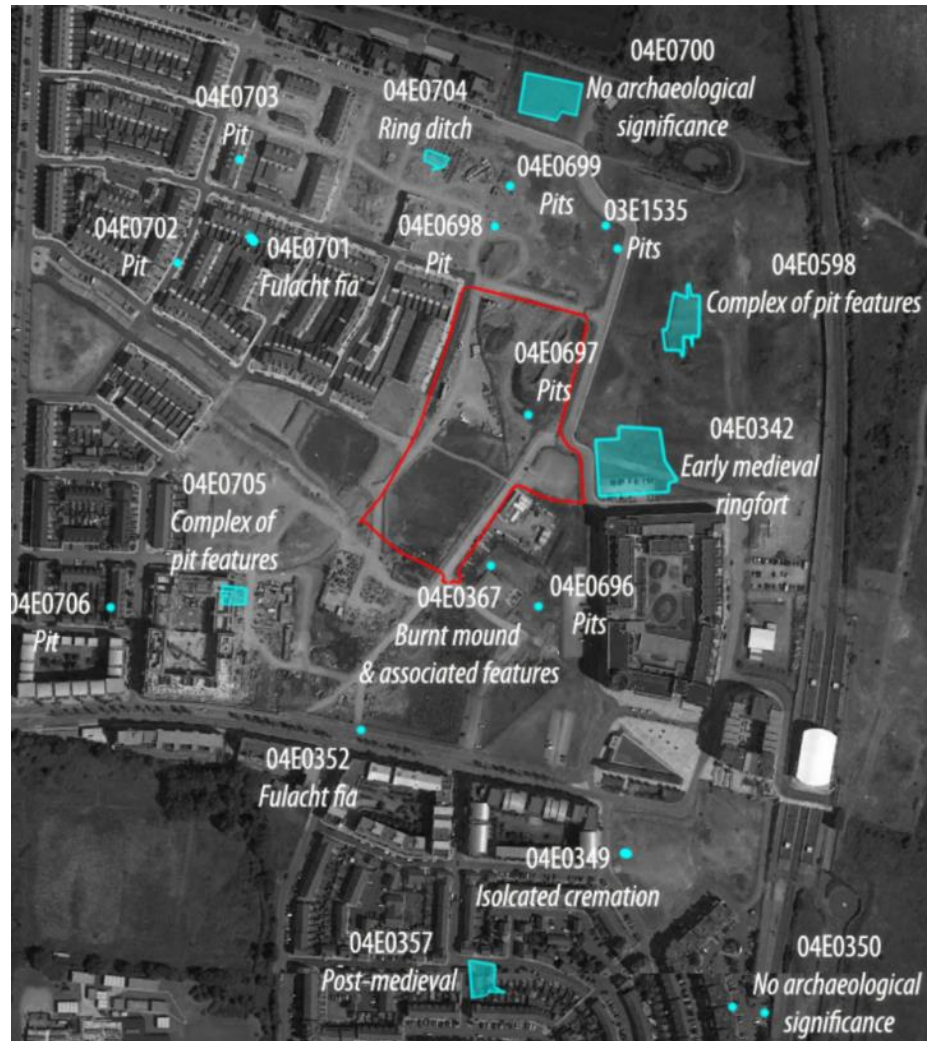 04E0700
No archaeological
significance
04E0703
Pit
04E0704
Ring ditch
04E0699
Pits
03E1535
Pits
04E0698
Pit
04E0702
Pit
04E0701
Fulacht fia
04E0598
Complex of pit features
04E0697
Pits
04E0342
Early medieval
ringfort
04E0705
Complex of
pit features
04E0706
Pit
04E0367
Burnt mound
& associated features
04E0696
Pits
04E0352
Fulacht fia
04E0349
Isolcated cremation
04E0357
Post-medieval
04E0350
No archaeological
significance